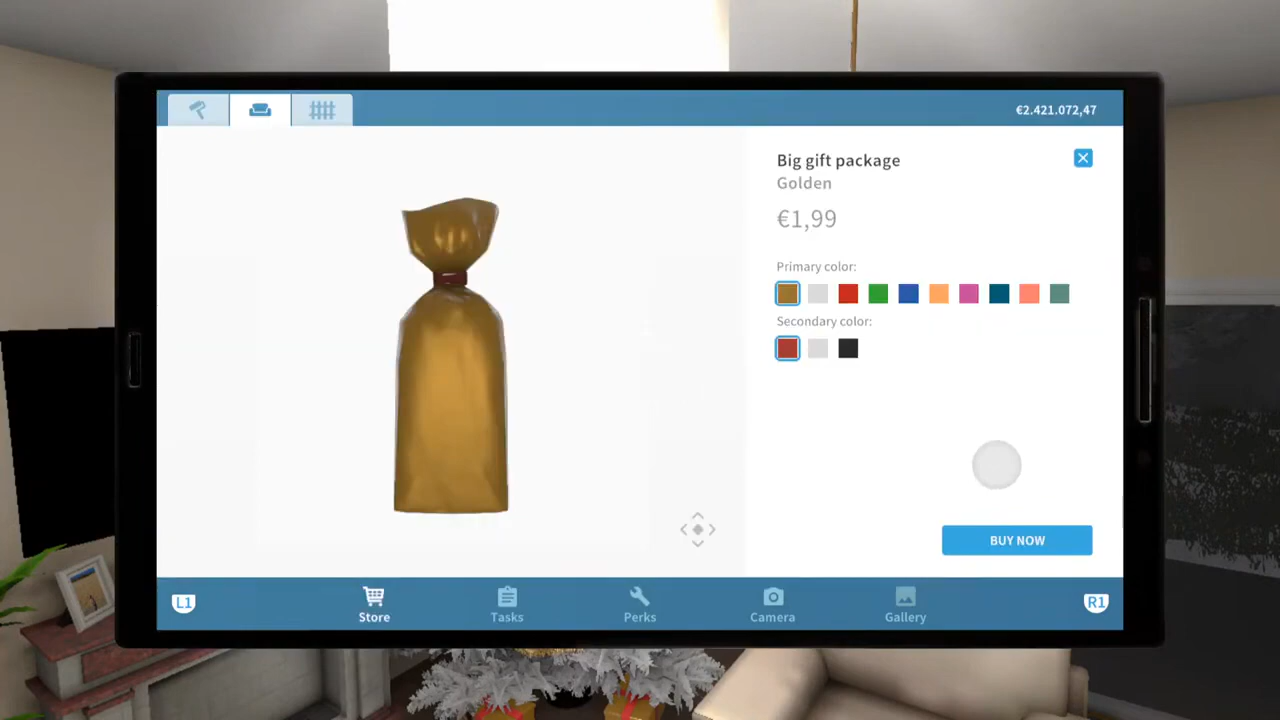 €2.421.072,47
Big gift package
Golden
€1,99
Primary color:
Secondary color:
BUY NOW
L1
Store
Tasks
Perks
Camera
Gallery
R1